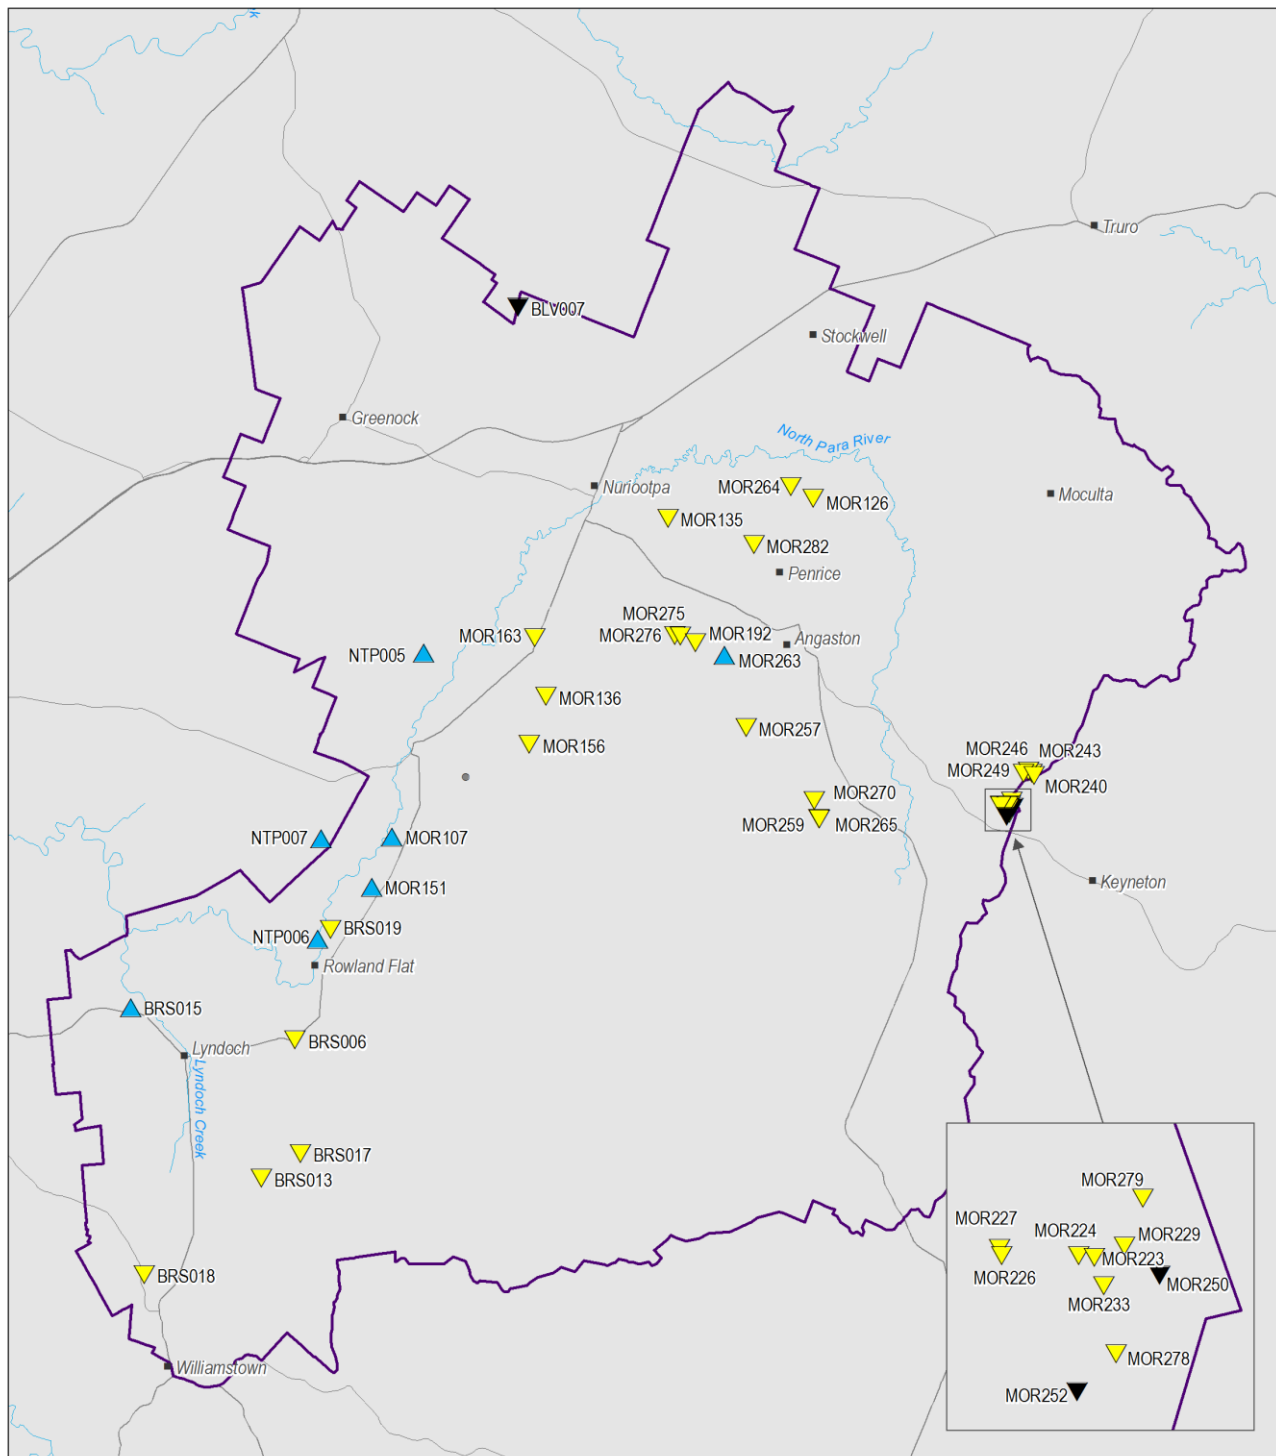 k
Truro
BLV007
Stockwell
Greenock
North Para River
Nuriootpa
MOR264
MOR126
Moculta
MOR135
MOR282
Penrice
MOR275
MOR163
MOR276
MOR192
Angaston
NTP005
MOR263
MOR136
MOR257
MOR156
MOR246
MOR243
MOR249
MOR240
MOR270
MOR259
MOR265
NTP007
MOR107
Keyneton
MOR151
BRS019
NTP006
Rowland Flat
BRS015
BRS006
Lyndoch
Lyndoch Creek
BRS017
BRS013
MOR279
MOR227
MOR224
MOR229
MOR223
MOR226
MOR250
BRS018
MOR233
MOR278
Williamstown
MOR252